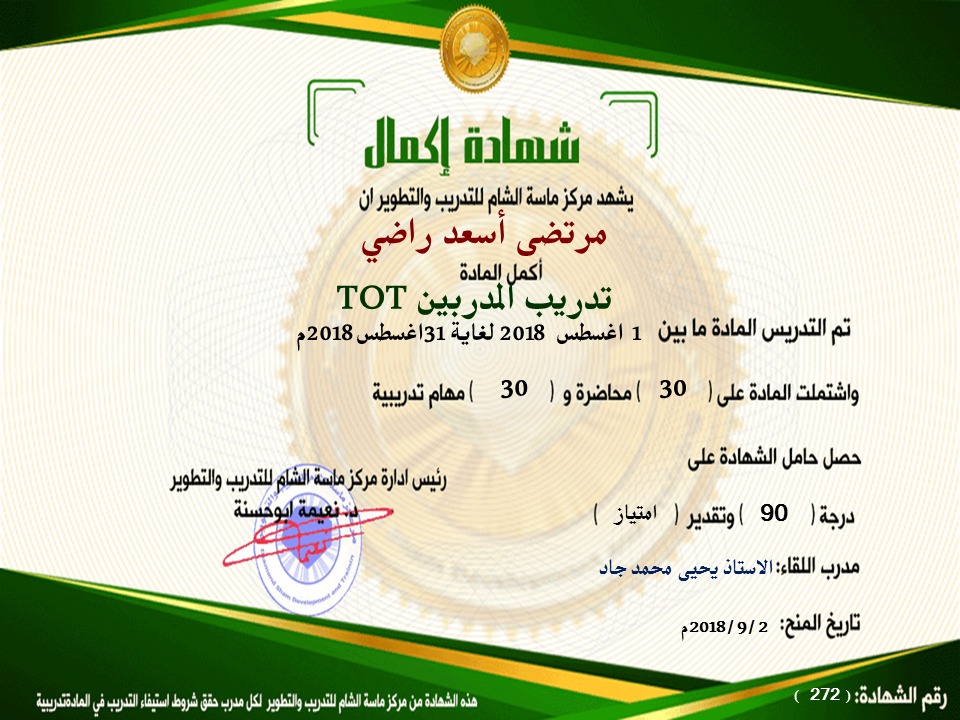 شهادة إكمال
يشهد مركز ماسة الشام للتدريب والتطوير ان
مرتضى أسعد راضي
أكمل المادة
تدريب المدربين TOT
تم التدريس المادة ما بين 1 اغسطس 2018 لغاية 31اغسطس 2018م
واشتملت المادة على ( 30 ) محاضرة و ( 30 ) مهام تدريبية
حصل حامل الشهادة على
درجة ( 90 ) وتقدير ( امتياز )
رئيس ادارة مركز ماسة الشام للتدريب والتطوير
د. نعيمة ابوحسنة
مدرب اللقاء: الاستاذ يحيى محمد جاد
تاريخ المنح: 2 /9 /2018م
رقم الشهادة: ( 272 )
هذه الشهادة من مركز ماسة الشام للتدريب والتطوير لكل مدرب حقق شروط استيفاء التدريب في المادةتدريبية